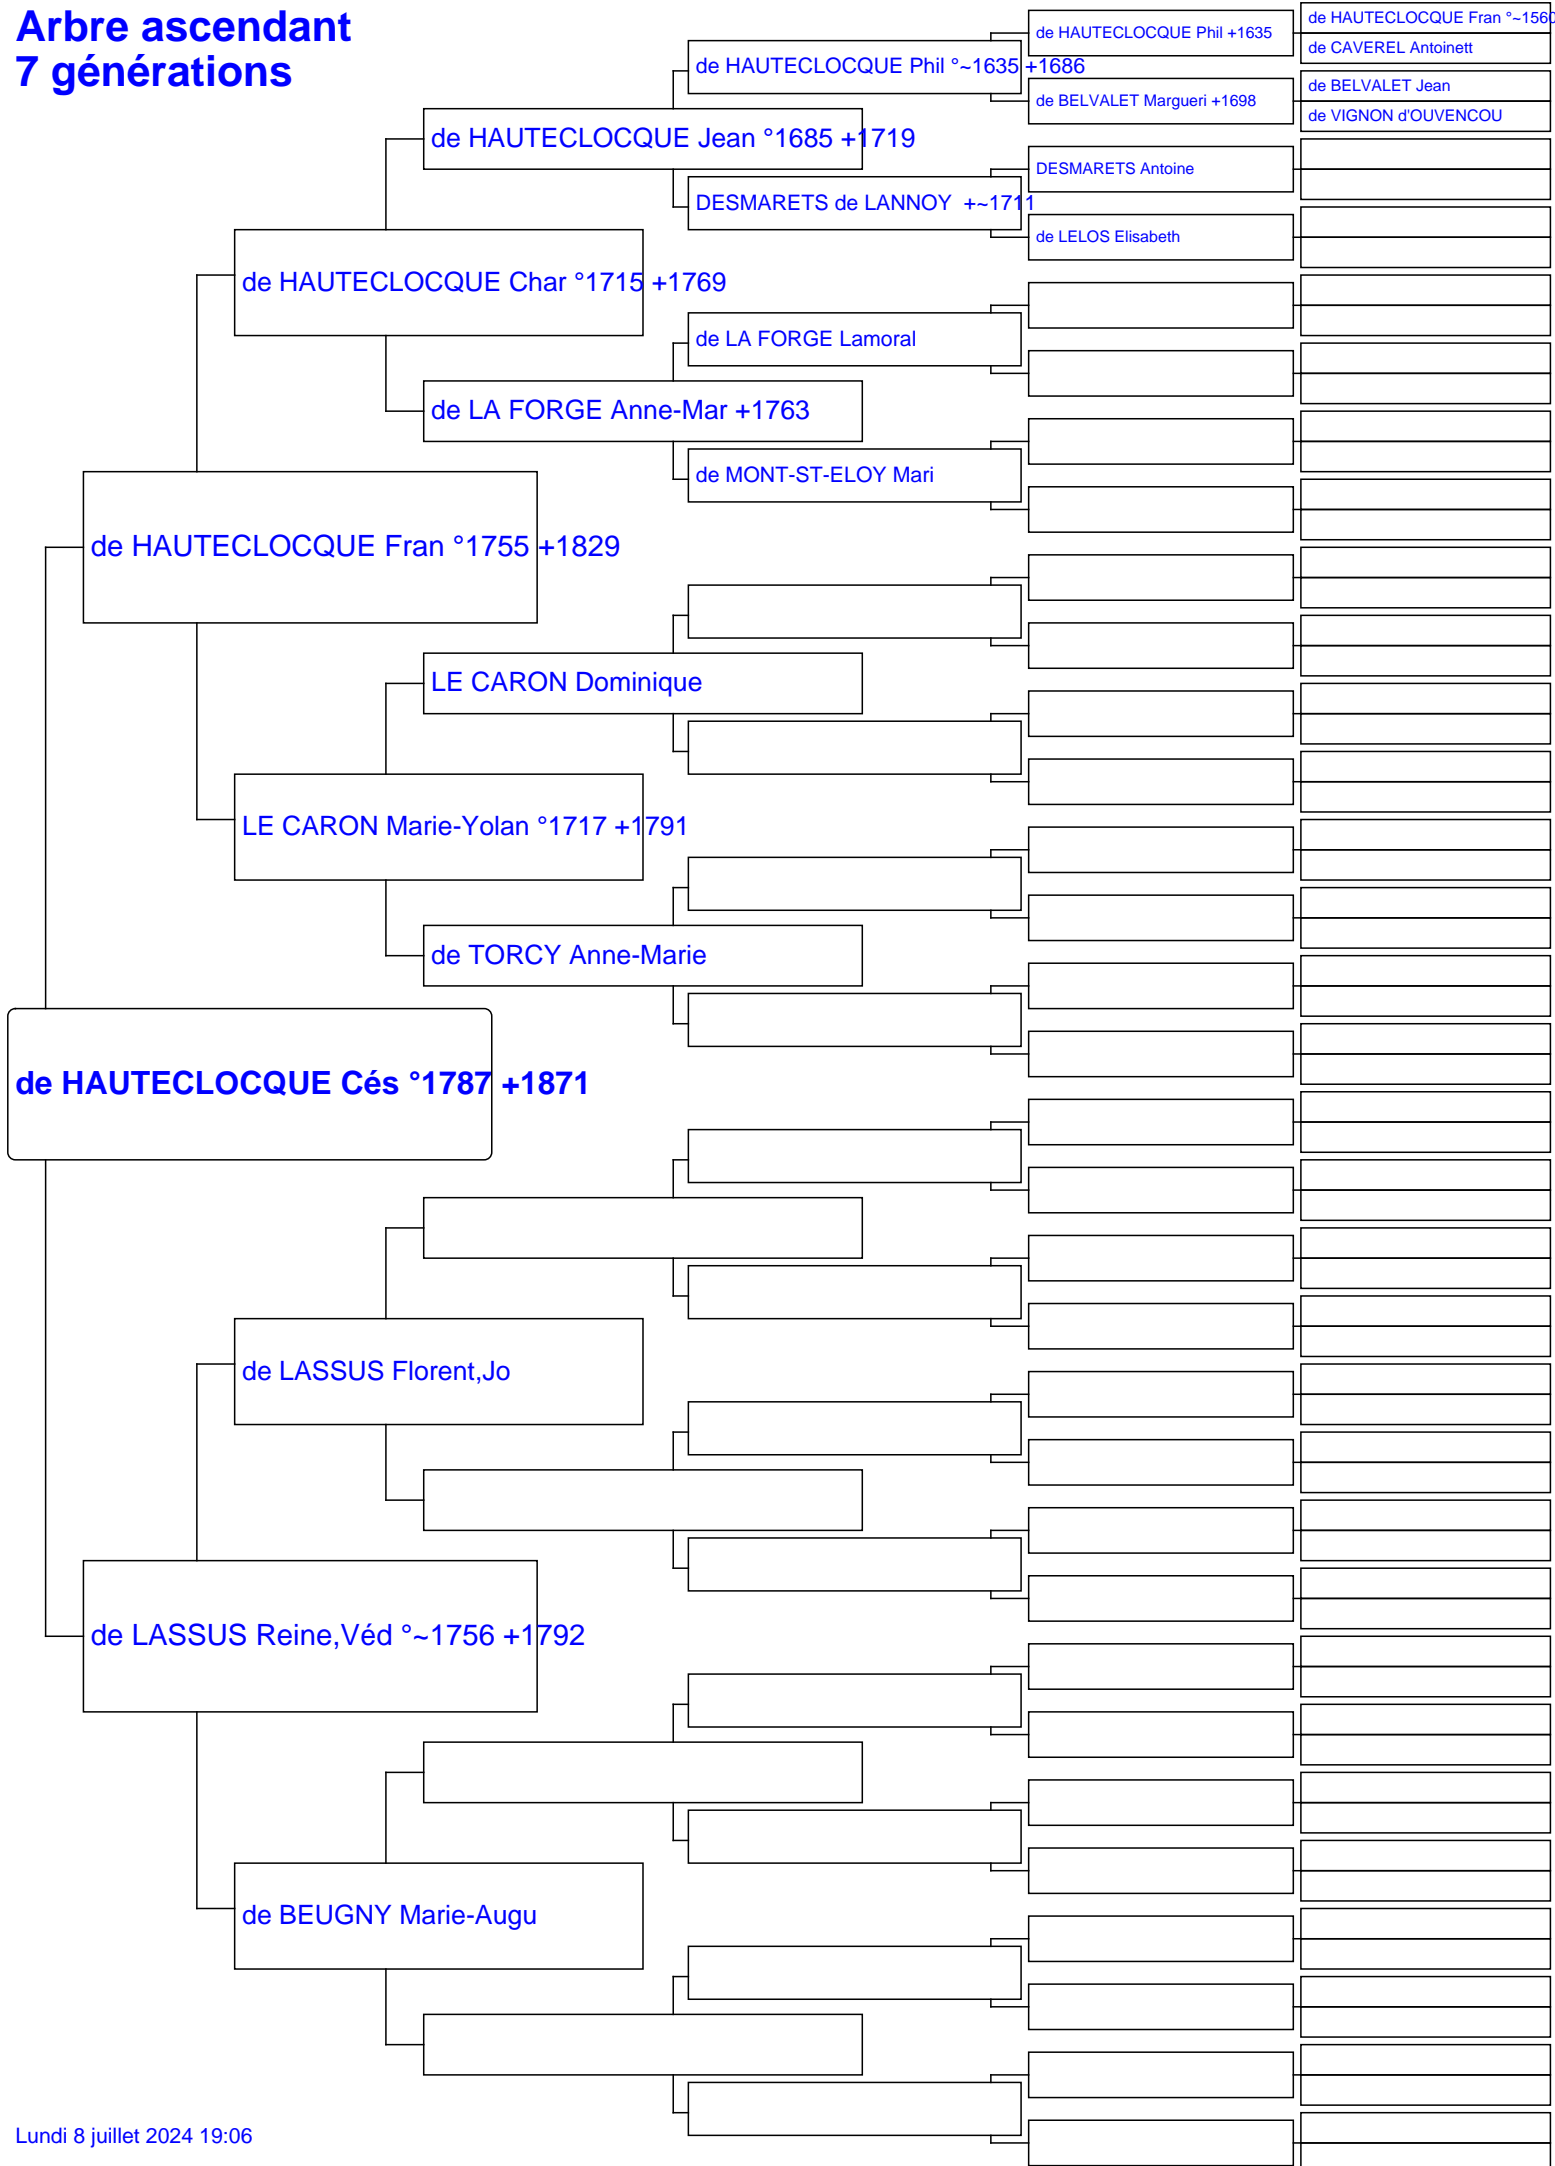 Arbre ascendant
7 générations
de HAUTECLOCQUE Fran °~1560
de HAUTECLOCQUE Phil +1635
de CAVEREL Antoinett
de HAUTECLOCQUE Phil °~1635 +1686
de BELVALET Jean
de BELVALET Margueri +1698
de VIGNON d'OUVENCOU
de HAUTECLOCQUE Jean °1685 +1719
DESMARETS Antoine
DESMARETS de LANNOY  +~1711
de LELOS Elisabeth
de HAUTECLOCQUE Char °1715 +1769
de LA FORGE Lamoral
de LA FORGE Anne-Mar +1763
de MONT-ST-ELOY Mari
de HAUTECLOCQUE Fran °1755 +1829
LE CARON Dominique
LE CARON Marie-Yolan °1717 +1791
de TORCY Anne-Marie
de HAUTECLOCQUE Cés °1787 +1871
de LASSUS Florent,Jo
de LASSUS Reine,Véd °~1756 +1792
de BEUGNY Marie-Augu
Lundi 8 juillet 2024 19:06